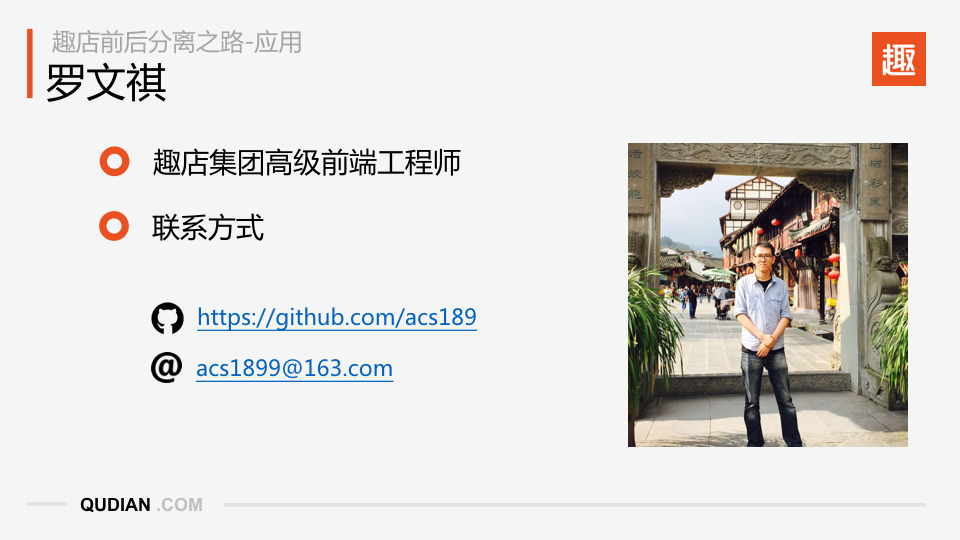 趣店前后分离之路-应用
罗文祺
趣
趣店集团高级前端工程师
联系方式
https://github.com/acs189
@ acs1899@163.com
QUDIAN .COM